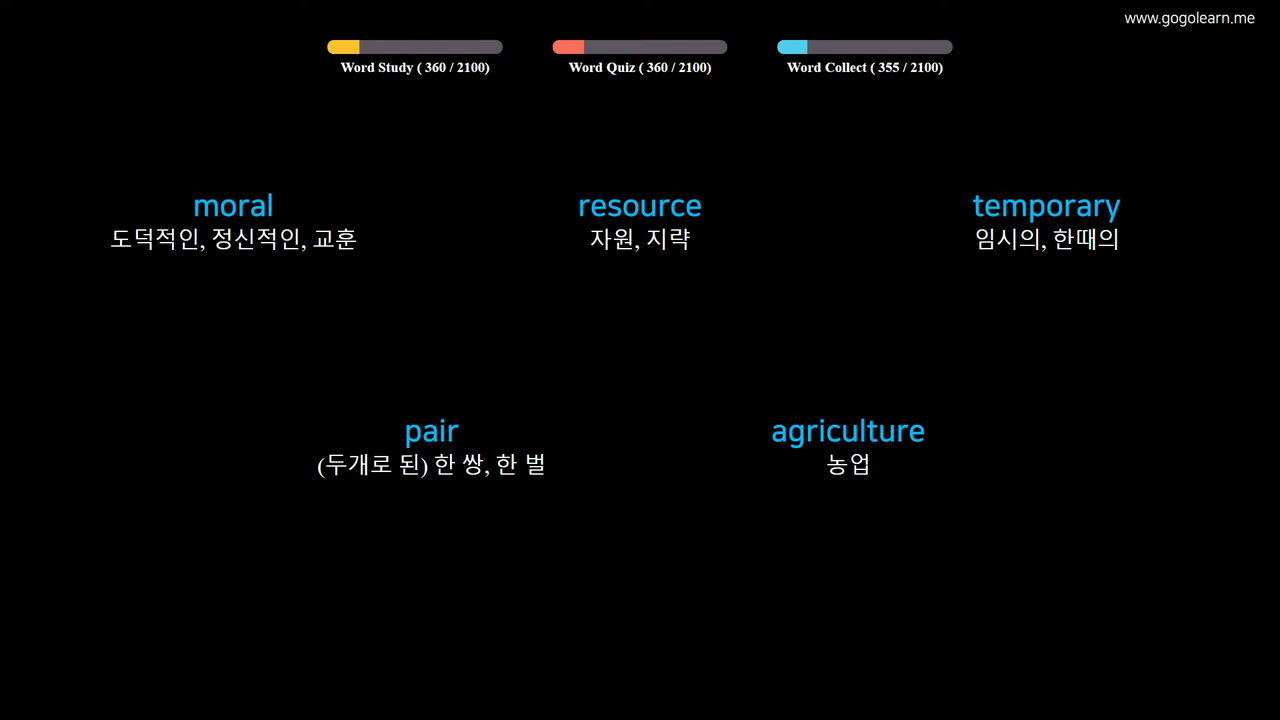 www.gogolearn.me
Word Study ( 360 / 2100)
Word Quiz ( 360 / 2100)
Word Collect ( 355 / 2100)
moral
도덕적인, 정신적인, 교훈
resource
자원, 지략
temporary
임시의, 한때의
pair
(두개로 된) 한 쌍, 한 벌
agriculture
농업